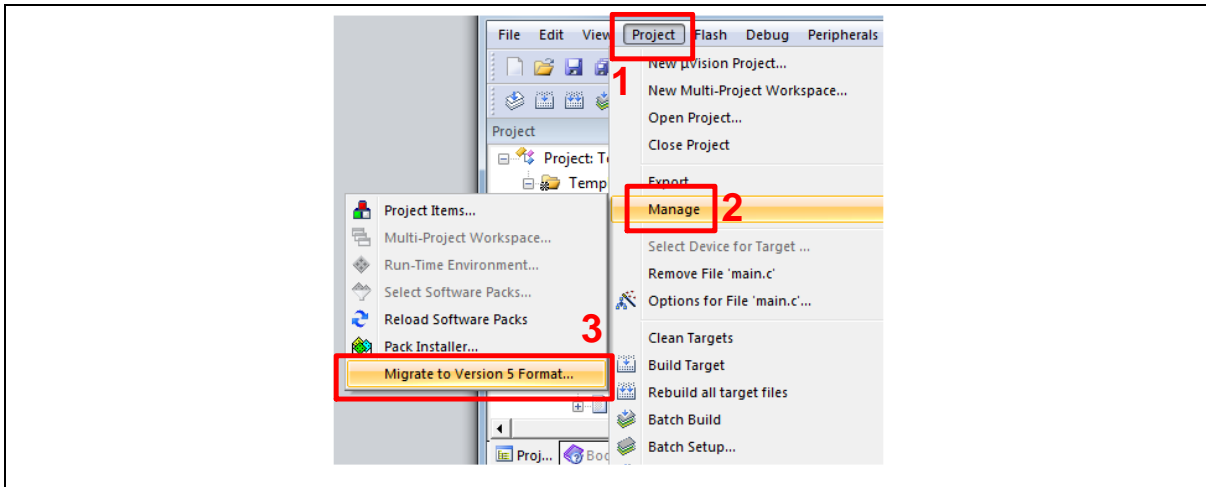 File Edit View Project Flash Debug Peripherals
1
New µVision Project...
New Multi-Project Workspace...
Open Project...
Close Project
Export
Manage
2
Select Device for Target ...
Remove File 'main.c'
Options for File 'main.c'...
Clean Targets
Build Target
Rebuild all target files
Batch Build
Batch Setup...
Project
Project: T
Temp
Project Items...
Multi-Project Workspace...
Run-Time Environment...
Select Software Packs...
Reload Software Packs
3
Pack Installer...
Migrate to Version 5 Format...
Proj... Boo